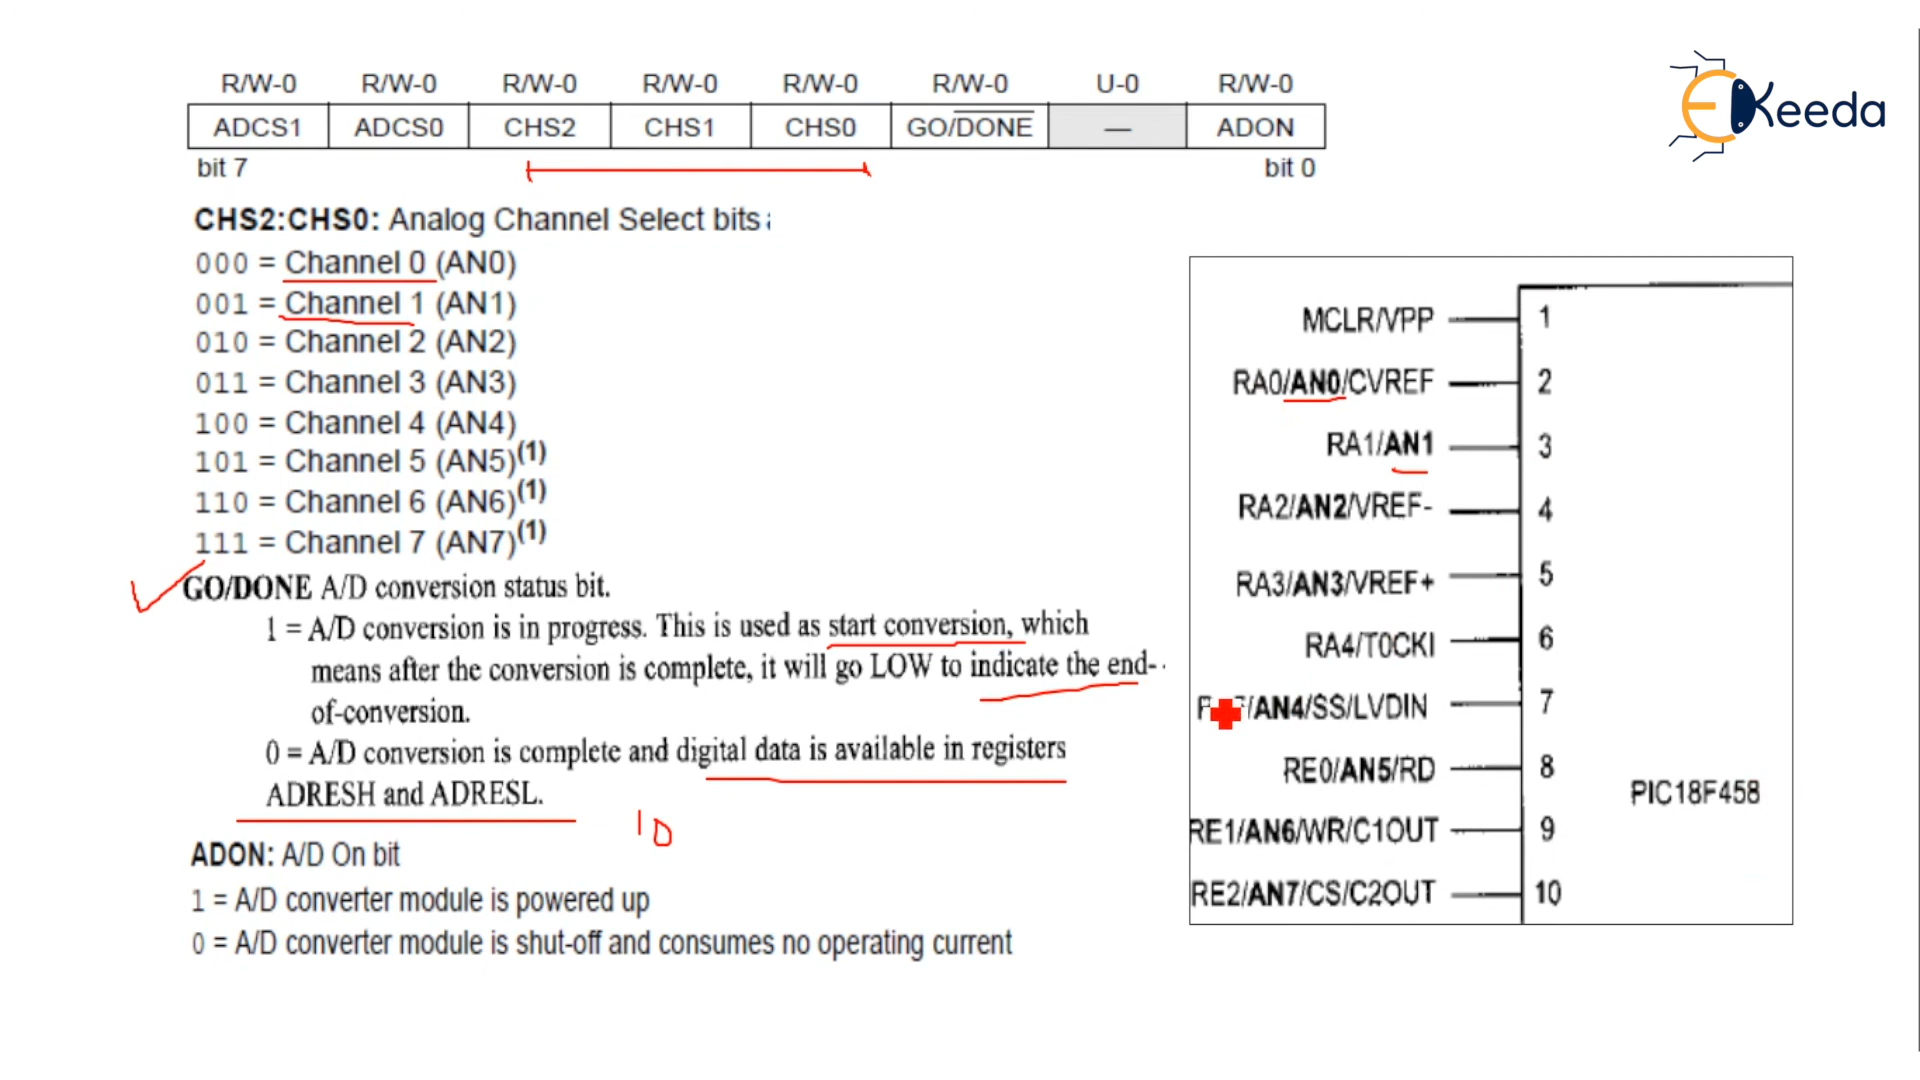 R/W-0 R/W-0 R/W-0 R/W-0 R/W-0 R/W-0 U-0 R/W-0
ADCS1 ADCS0 CHS2 CHS1 CHS0 GO/DONE — ADON
bit 7 bit 0
CHS2:CHS0: Analog Channel Select bits
000 = Channel 0 (AN0)
001 = Channel 1 (AN1)
010 = Channel 2 (AN2)
011 = Channel 3 (AN3)
100 = Channel 4 (AN4)
101 = Channel 5 (AN5)(1)
110 = Channel 6 (AN6)(1)
111 = Channel 7 (AN7)(1)
GO/DONE A/D conversion status bit.
1 = A/D conversion is in progress. This is used as start conversion, which
means after the conversion is complete, it will go LOW to indicate the end-
of-conversion.
0 = A/D conversion is complete and digital data is available in registers
ADRESH and ADRESL.
10
ADON: A/D On bit
1 = A/D converter module is powered up
0 = A/D converter module is shut-off and consumes no operating current
Keeda
MCLR/VPP 1
RA0/AN0/CVREF 2
RA1/AN1 3
RA2/AN2/VREF- 4
RA3/AN3/VREF+ 5
RA4/T0CKI 6
/AN4/SS/LVDIN 7
RE0/AN5/RD 8
RE1/AN6/WR/C1OUT 9
RE2/AN7/CS/C2OUT 10
PIC18F458